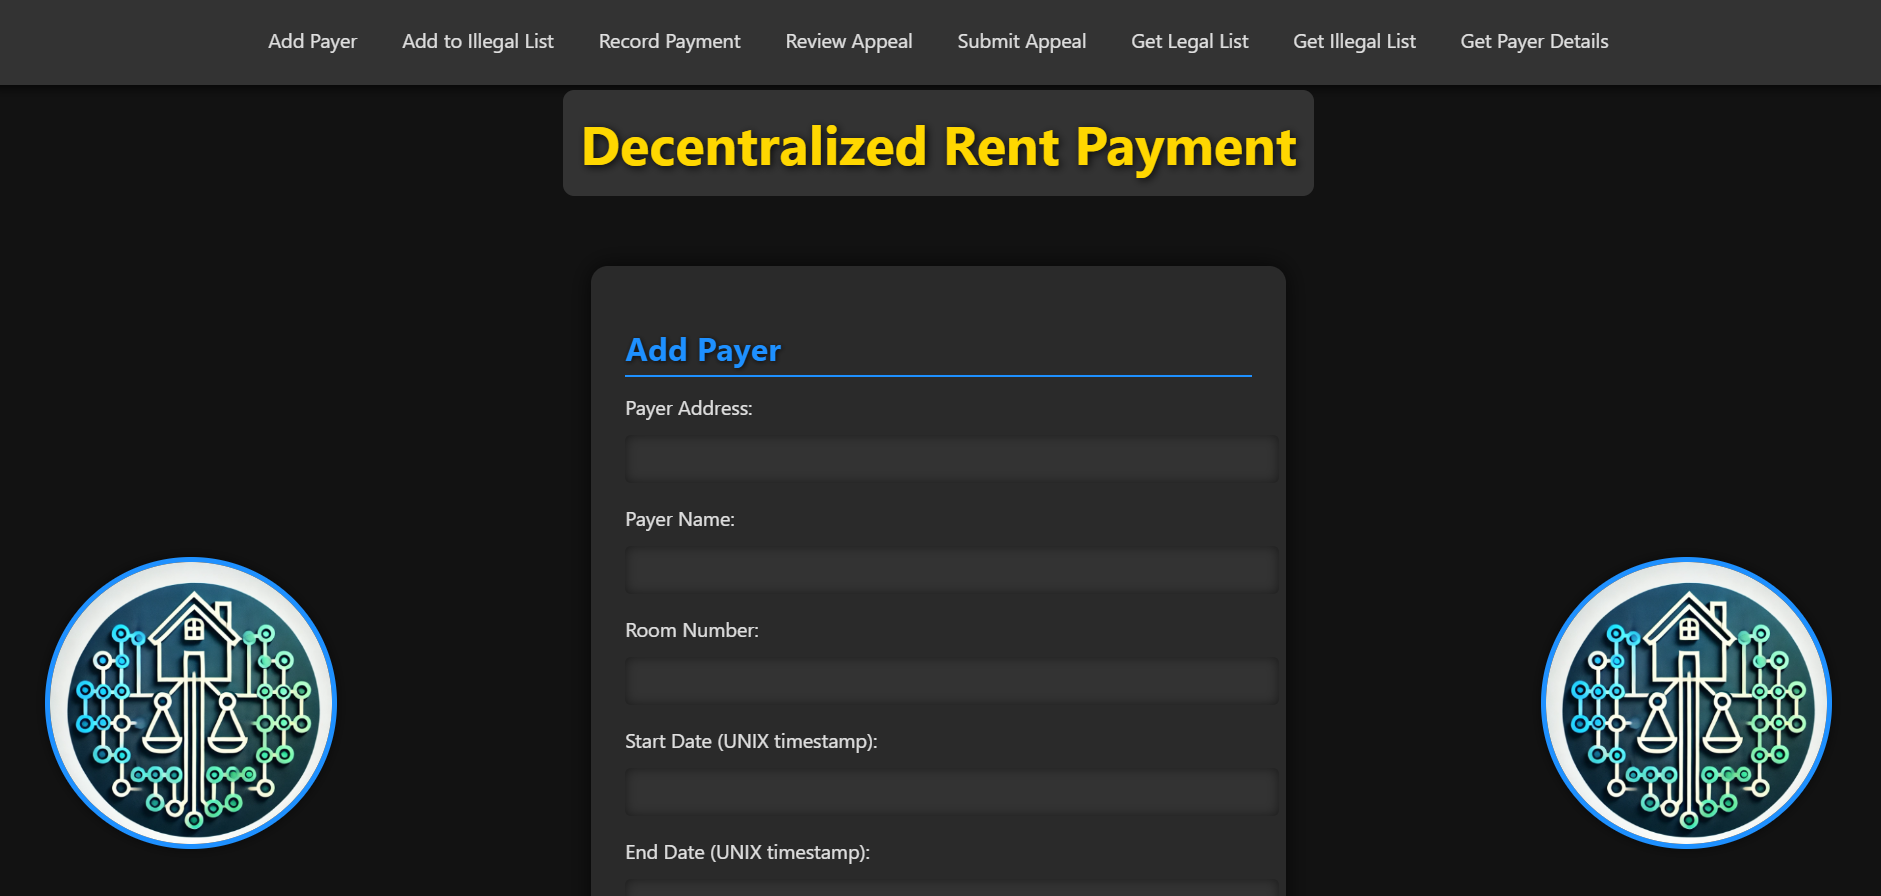 Add Payer Add to Illegal List Record Payment Review Appeal Submit Appeal Get Legal List Get Illegal List Get Payer Details
Decentralized Rent Payment
Add Payer
Payer Address:
Payer Name:
Room Number:
Start Date (UNIX timestamp):
End Date (UNIX timestamp):